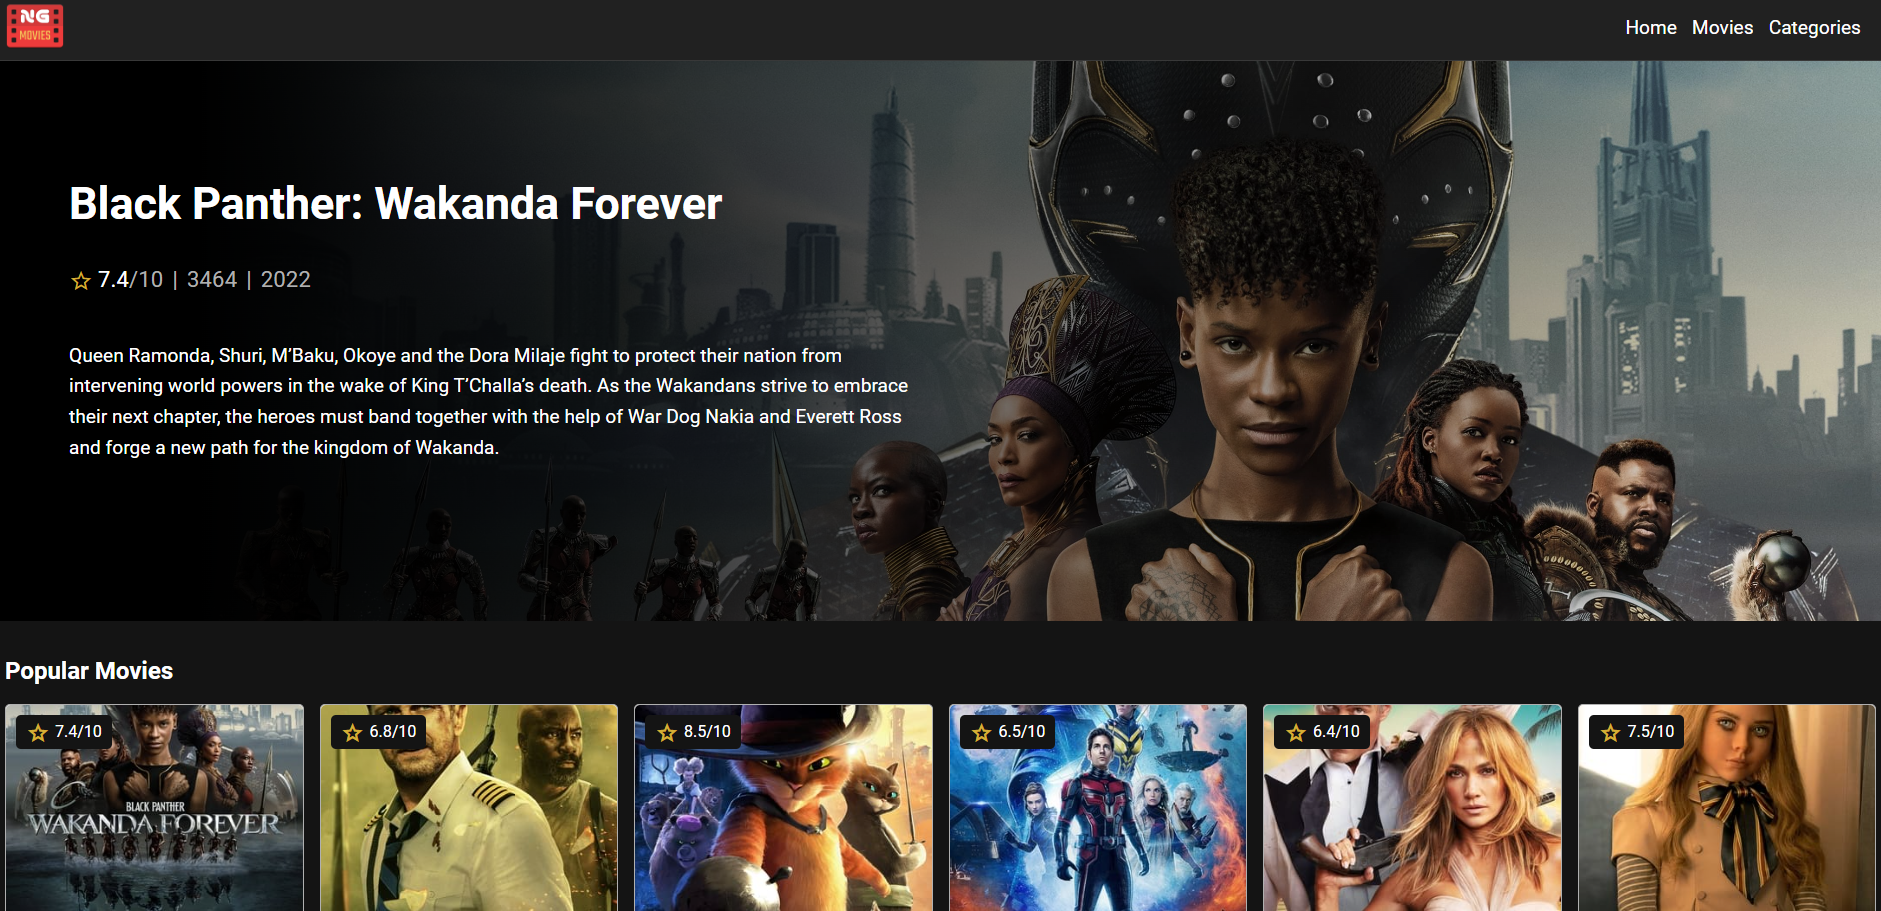 NG
MOVIES
Home Movies Categories
Black Panther: Wakanda Forever
7.4/10 | 3464 | 2022
Queen Ramonda, Shuri, M’Baku, Okoye and the Dora Milaje fight to protect their nation from
intervening world powers in the wake of King T’Challa’s death. As the Wakandans strive to embrace
their next chapter, the heroes must band together with the help of War Dog Nakia and Everett Ross
and forge a new path for the kingdom of Wakanda.
Popular Movies
7.4/10
6.8/10
8.5/10
6.5/10
6.4/10
7.5/10
BLACK PANTHER
WAKANDA FOREVER